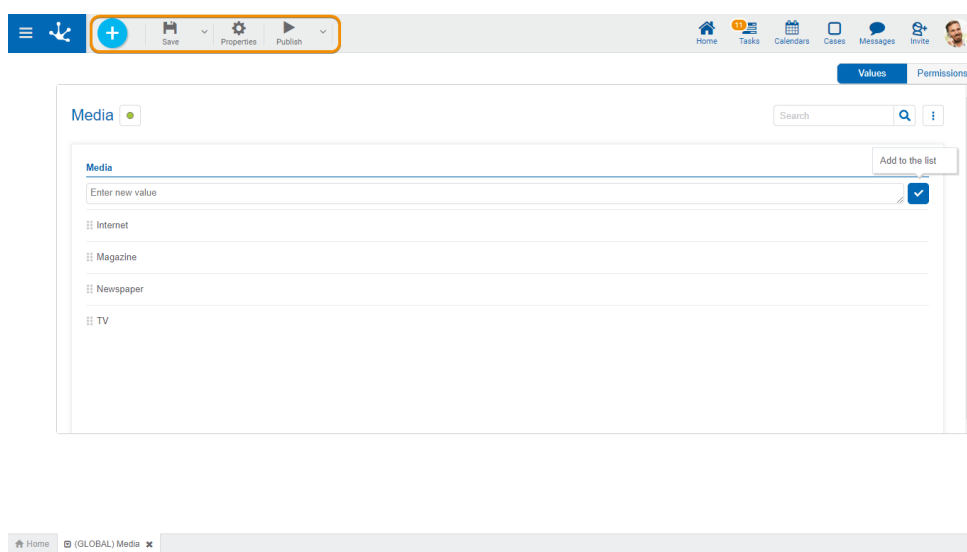 Save Properties Publish
11
Home Tasks Calendars Cases Messages Invite
Values Permissions
Media
Search
Add to the list
Media
Enter new value
Internet
Magazine
Newspaper
TV
Home (GLOBAL) Media